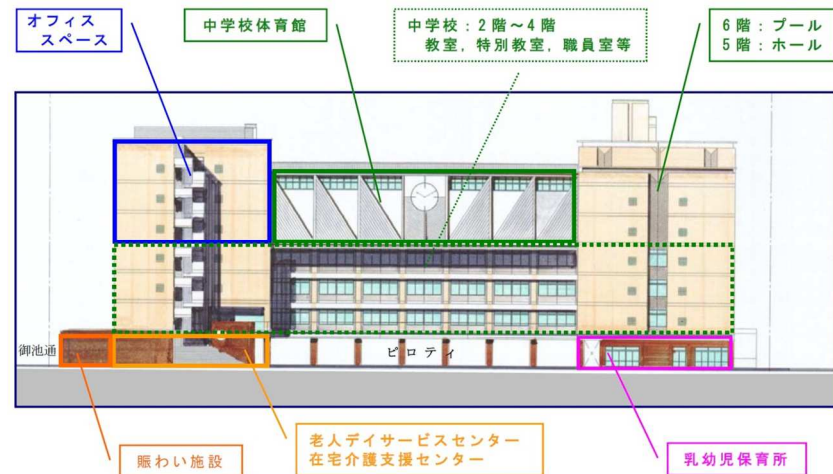 オフィス
スペース
中学校体育館
中学校：２階～４階
教室，特別教室，職員室等
６階：プール
５階：ホール
御池通
ピロティ
賑わい施設
老人デイサービスセンター
在宅介護支援センター
乳幼児保育所